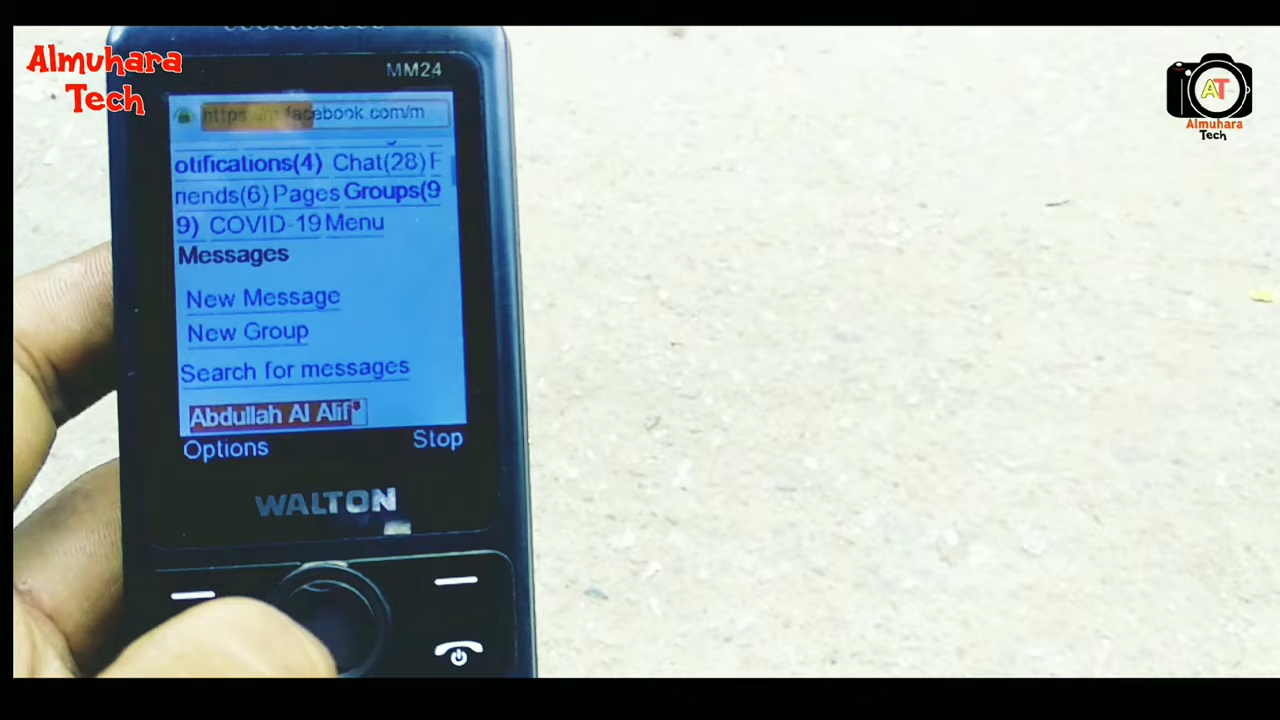 Almuhara
Tech
MM24
https://m.facebook.com/m
otifications(4) Chat(28) F
riends(6) Pages Groups(9
9) COVID-19 Menu
Messages
New Message
New Group
Search for messages
Abdullah Al Alif
Options Stop
WALTON
AT
Almuhara
Tech